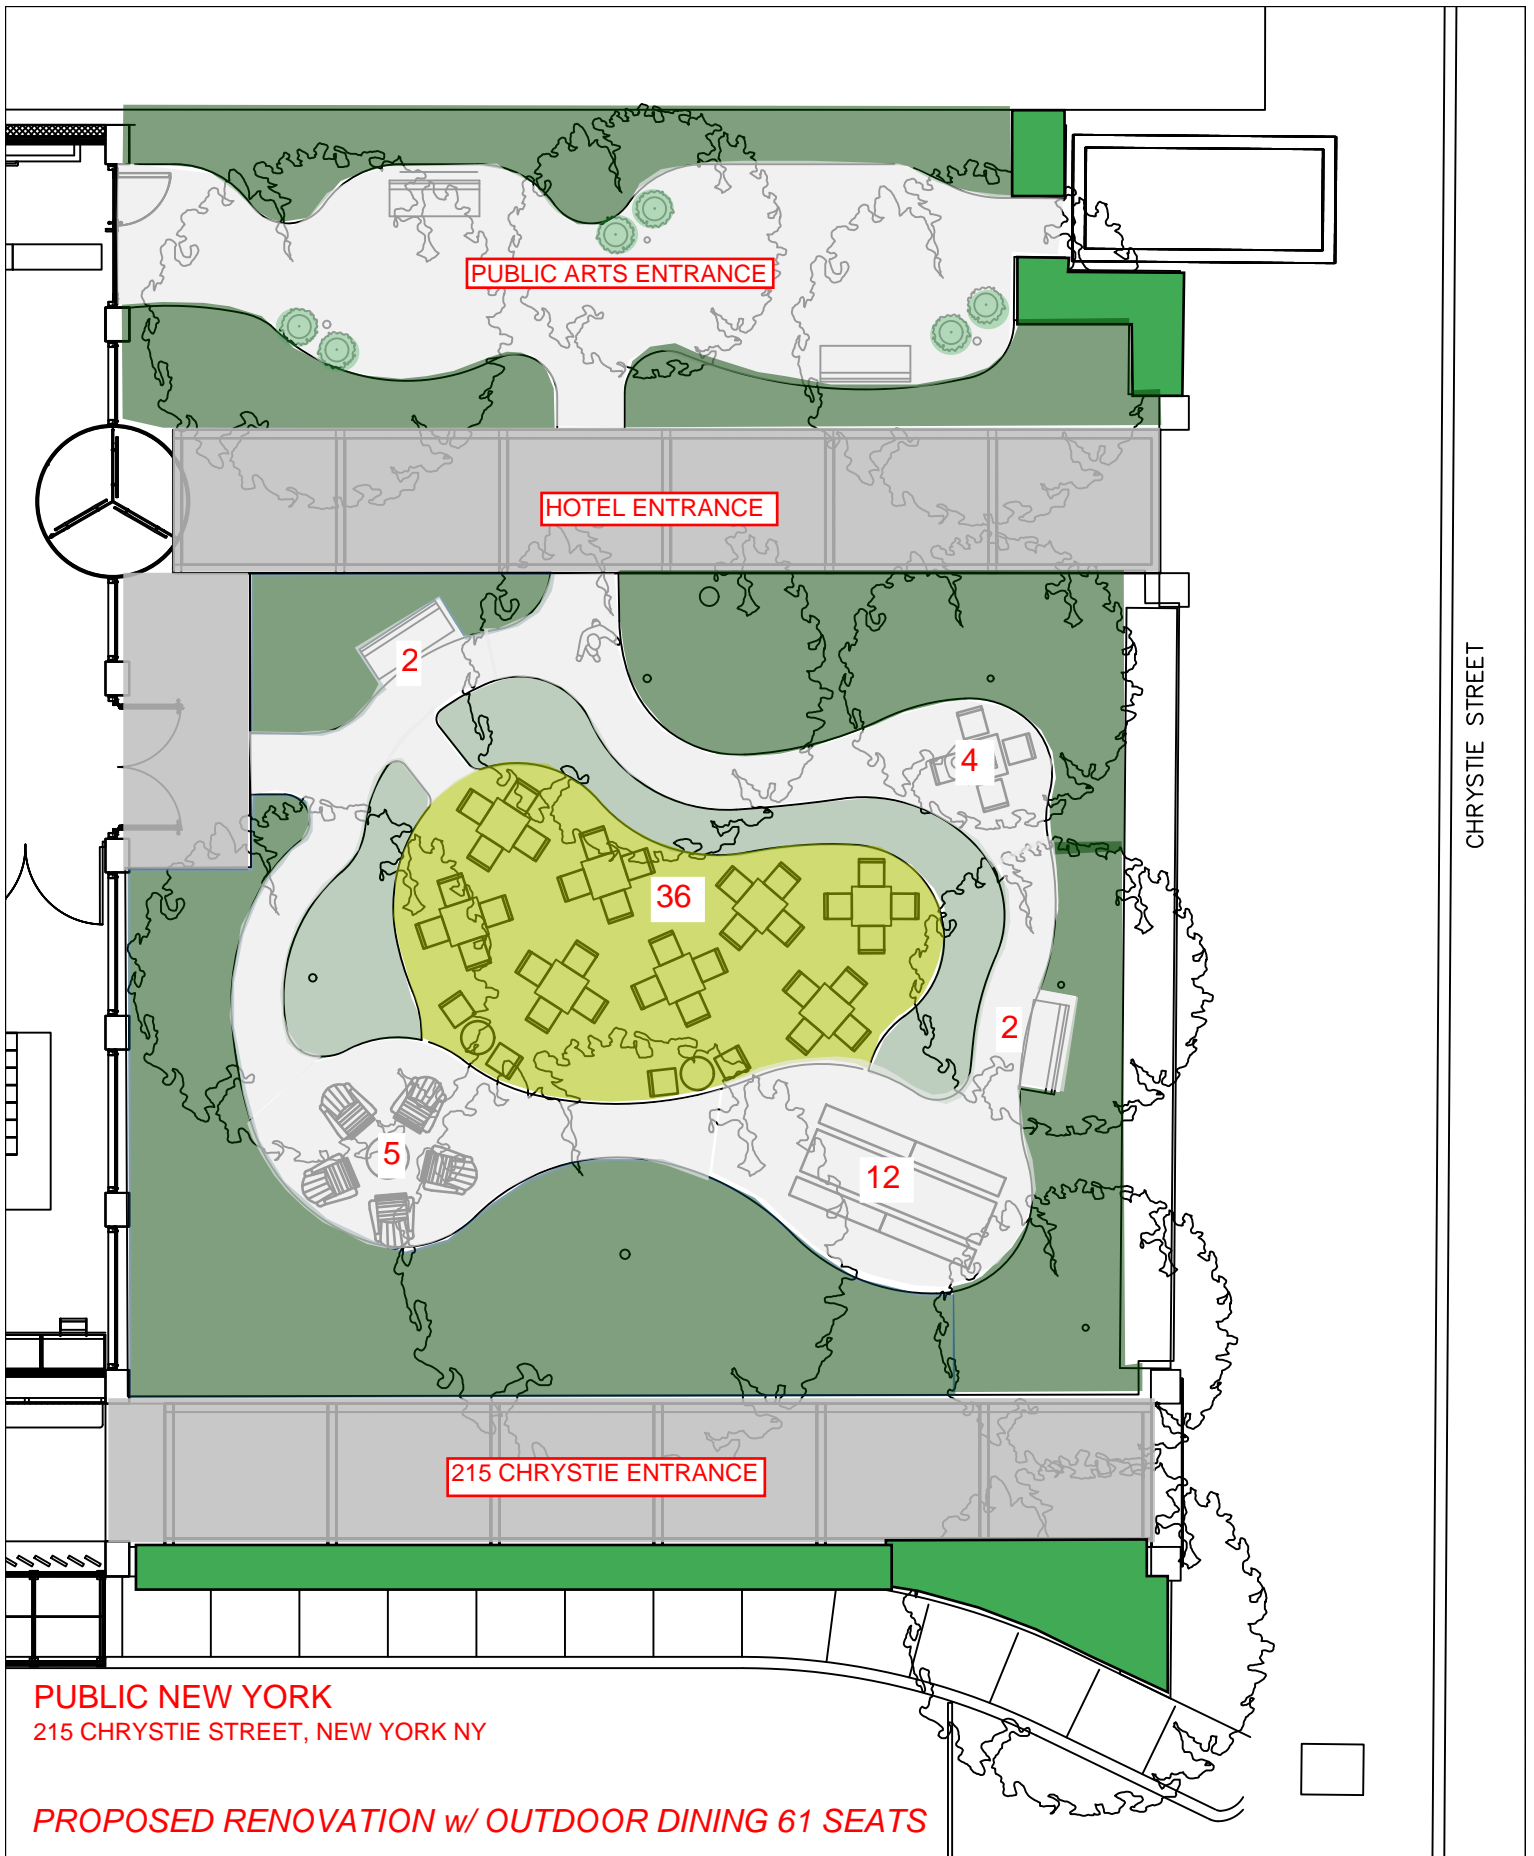 PUBLIC ARTS ENTRANCE
HOTEL ENTRANCE
2
4
36
2
5
12
CHRYSTIE STREET
215 CHRYSTIE ENTRANCE
PUBLIC NEW YORK
215 CHRYSTIE STREET, NEW YORK NY
PROPOSED RENOVATION w/ OUTDOOR DINING 61 SEATS